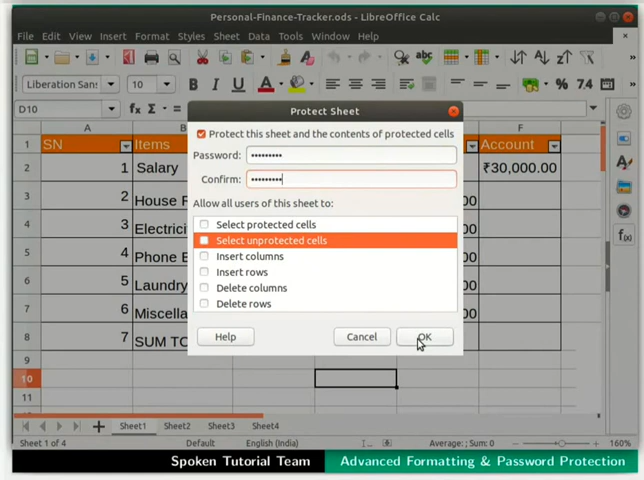 Personal-Finance-Tracker.ods - LibreOffice Calc
File Edit View Insert Format Styles Sheet Data Tools Window Help
Liberation Sans 10 B I U A % 7.4
D10 fx Σ =
A B F
1 SN Items Account
2 1 Salary ₹30,000.00
3 2 House
4 3 Electricit
5 4 Phone
6 5 Laundry
7 6 Miscella 00
8 7 SUM TO
9
10
11
Protect Sheet
Protect this sheet and the contents of protected cells
Password: •••••••••
Confirm: •••••••••
Allow all users of this sheet to:
Select protected cells
Select unprotected cells
Insert columns
Insert rows
Delete columns
Delete rows
Help Cancel OK
Sheet1 Sheet2 Sheet3 Sheet4
Sheet 1 of 4 Default English (India) Average: ; Sum: 0 160%
Spoken Tutorial Team Advanced Formatting & Password Protection